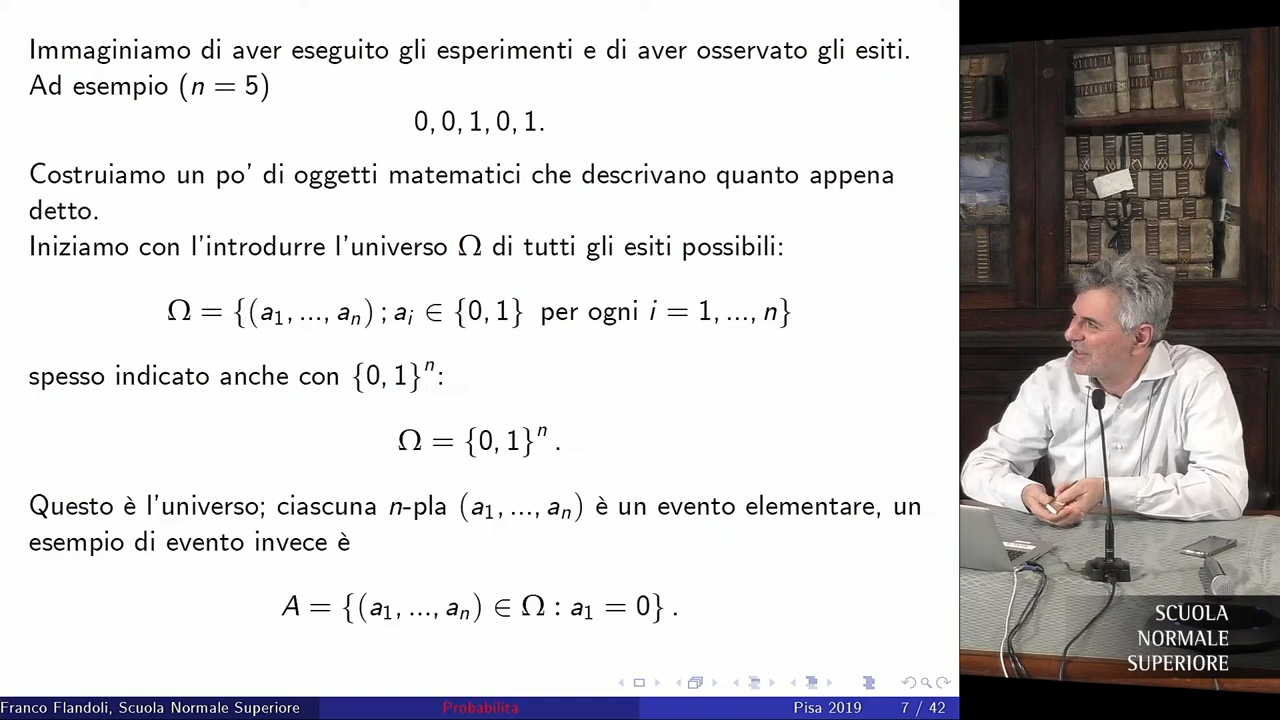 Immaginiamo di aver eseguito gli esperimenti e di aver osservato gli esiti.
Ad esempio (n = 5)
0, 0, 1, 0, 1.
Costruiamo un po' di oggetti matematici che descrivano quanto appena
detto.
Iniziamo con l'introdurre l'universo Ω di tutti gli esiti possibili:
Ω = {(a₁, ..., aₙ) ; aᵢ ∈ {0, 1} per ogni i = 1, ..., n}
spesso indicato anche con {0, 1}ⁿ:
Ω = {0, 1}ⁿ .
Questo è l'universo; ciascuna n-pla (a₁, ..., aₙ) è un evento elementare, un
esempio di evento invece è
A = {(a₁, ..., aₙ) ∈ Ω : a₁ = 0} .
Franco Flandoli, Scuola Normale Superiore Probabilità Pisa 2019 7 / 42
SCUOLA
NORMALE
SUPERIORE